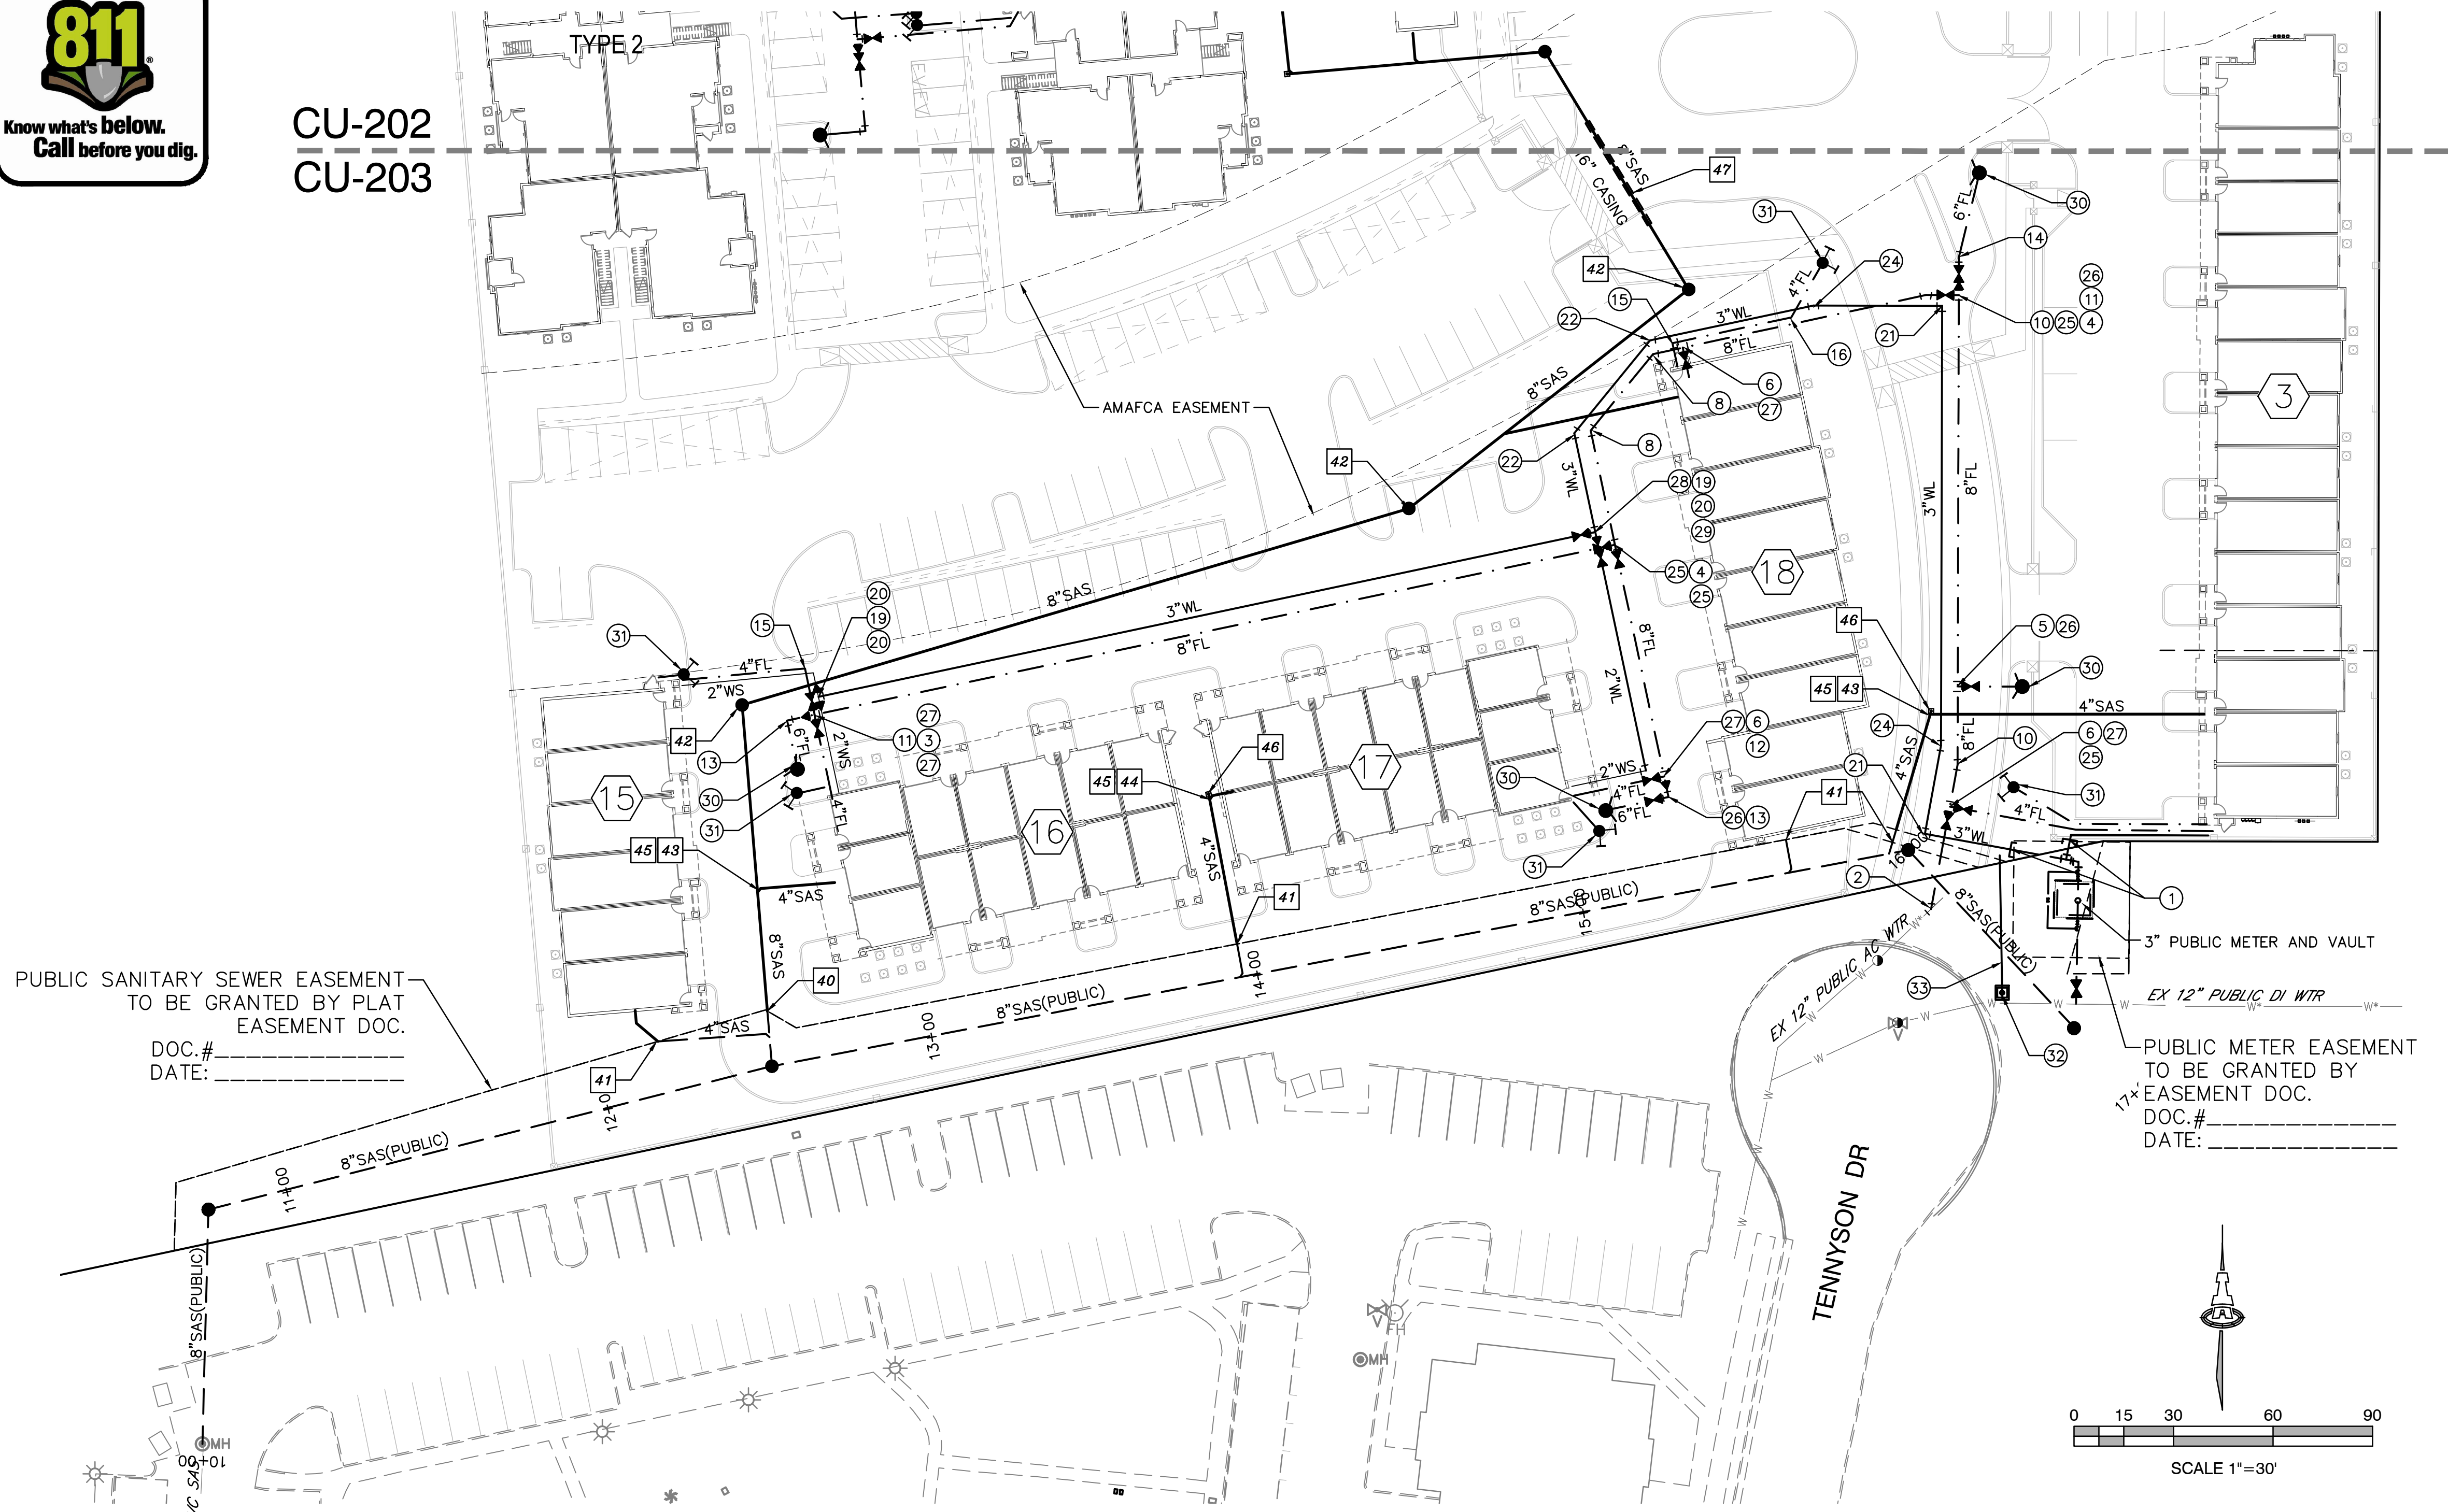 811®
Know what's below.
Call before you dig.
TYPE 2
CU-202
CU-203
8"SAS
16" CASING
47
31
30
6"FL
14
42
15
24
4"FL
26
11
10 25 4
22
3"WL
8"FL
21
16
3
6
27
8
8"SAS
AMAFCA EASEMENT
42
22
8
3"WL
28 19
20
29
3"WL
8"FL
25 4
25
18
20
19
20
15
31
8"SAS
3"WL
8"FL
8"FL
46
5 26
30
4"FL
2"WS
2"WL
45 43
4"SAS
42
13
6"FL
2"WS
27
11 3
27
46
17
27 6
12
24
8"FL
10
6 27
25
15
30
31
4"FL
45 44
30
2"WS
4"FL
6"FL
26 13
21
4"SAS
41
31
4"FL
16
45 43
4"SAS
4"SAS
31
3"WL
2
1
41
8"SAS
15+00
8"SAS(PUBLIC)
8"SAS(PUBLIC)
3" PUBLIC METER AND VAULT
PUBLIC SANITARY SEWER EASEMENT
TO BE GRANTED BY PLAT
EASEMENT DOC.
DOC.#______________
DATE: ______________
40
14+00
8"SAS(PUBLIC)
13+00
4"SAS
41
EX 12" PUBLIC AC WTR
W*
33
EX 12" PUBLIC DI WTR
W W W W W* W*
V
32
PUBLIC METER EASEMENT
TO BE GRANTED BY
EASEMENT DOC.
DOC.#______________
DATE: ______________
17+
12+0
8"SAS(PUBLIC)
11+00
8"SAS(PUBLIC)
TENNYSON DR
V
FH
MH
MH
10+00
0 15 30 60 90
SCALE 1"=30'